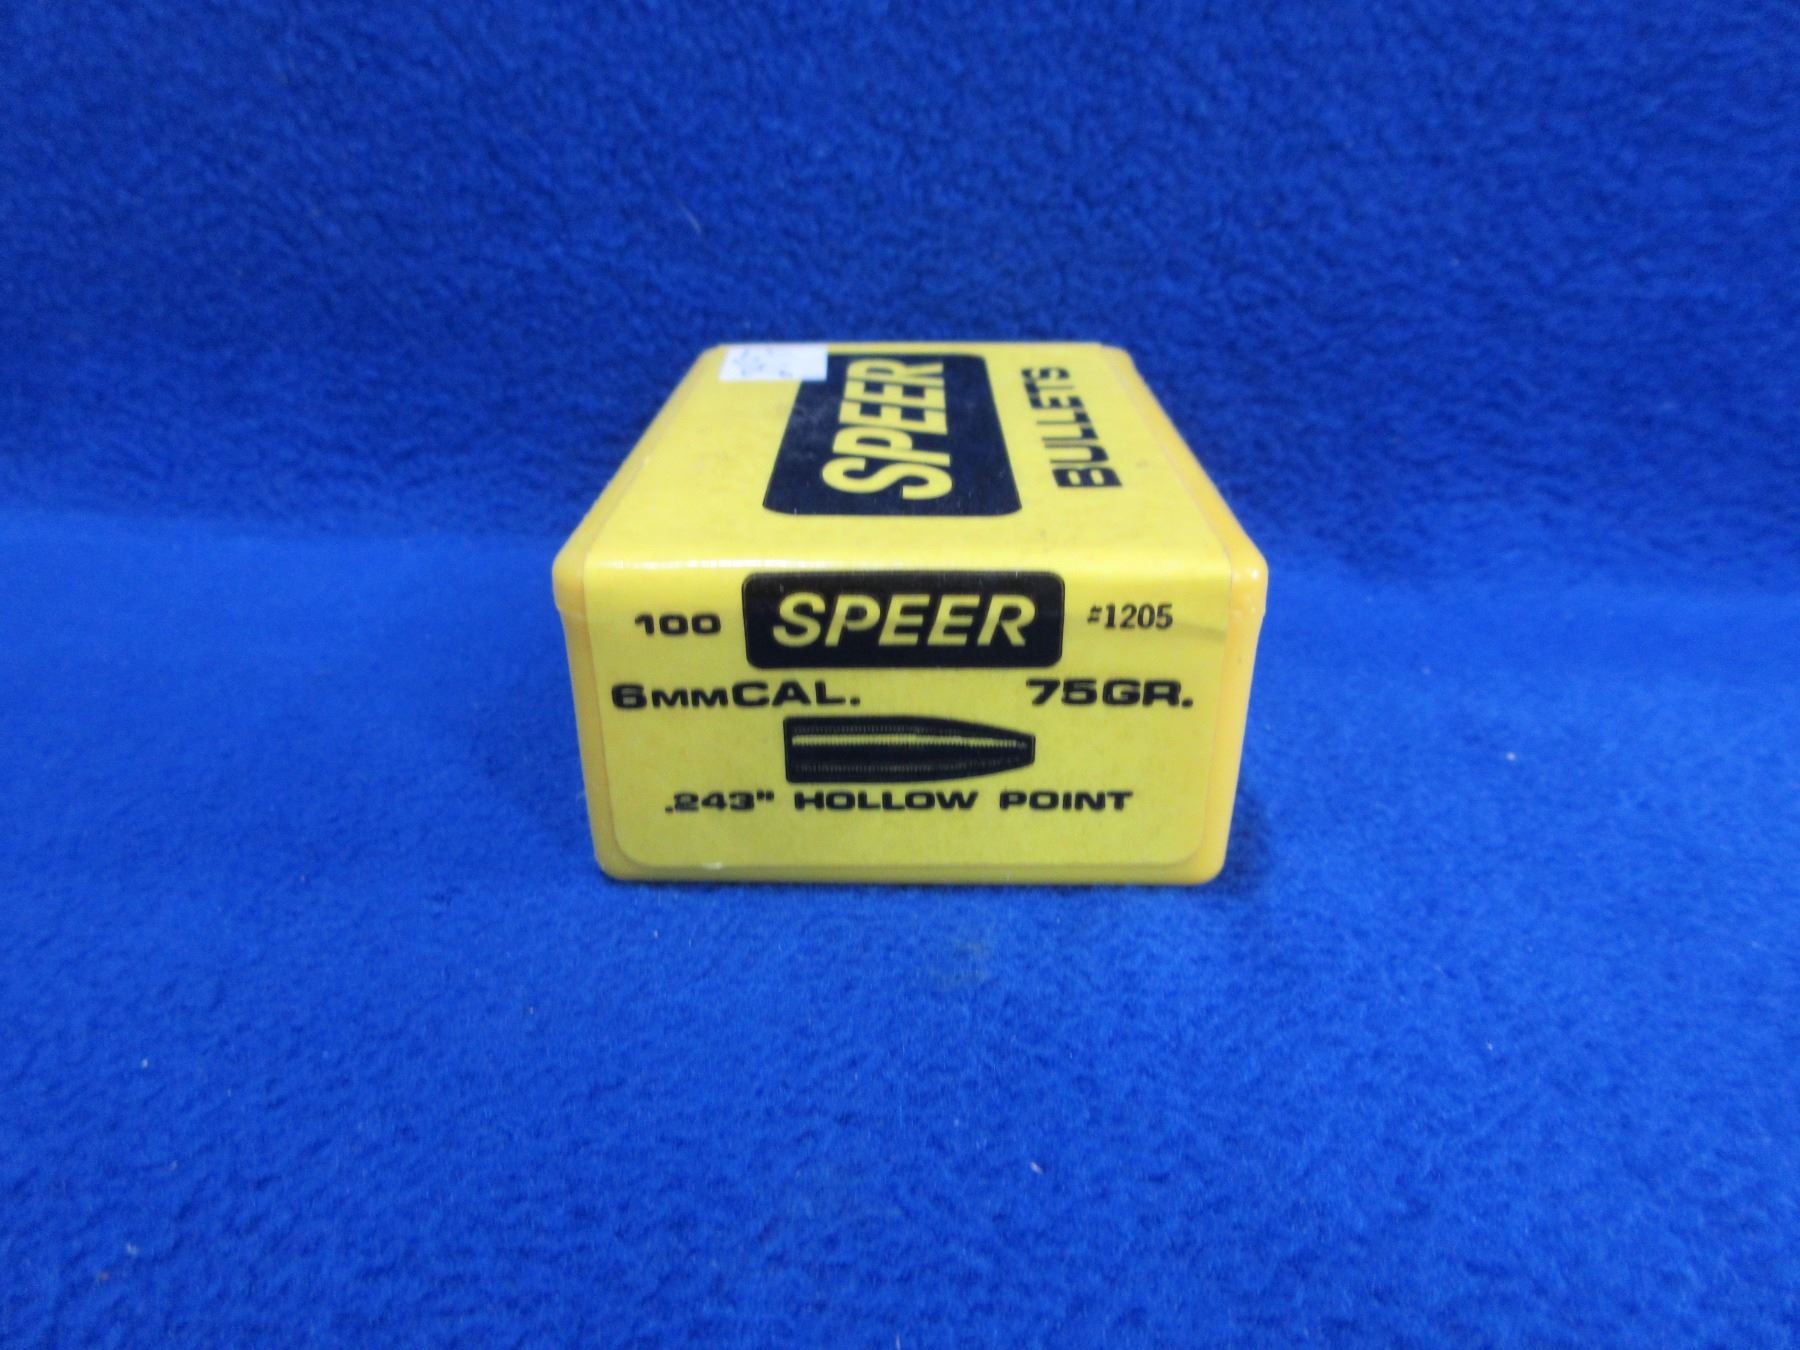 SPEER
BULLETS
100 SPEER #1205
6MMCAL. 75GR.
.243" HOLLOW POINT